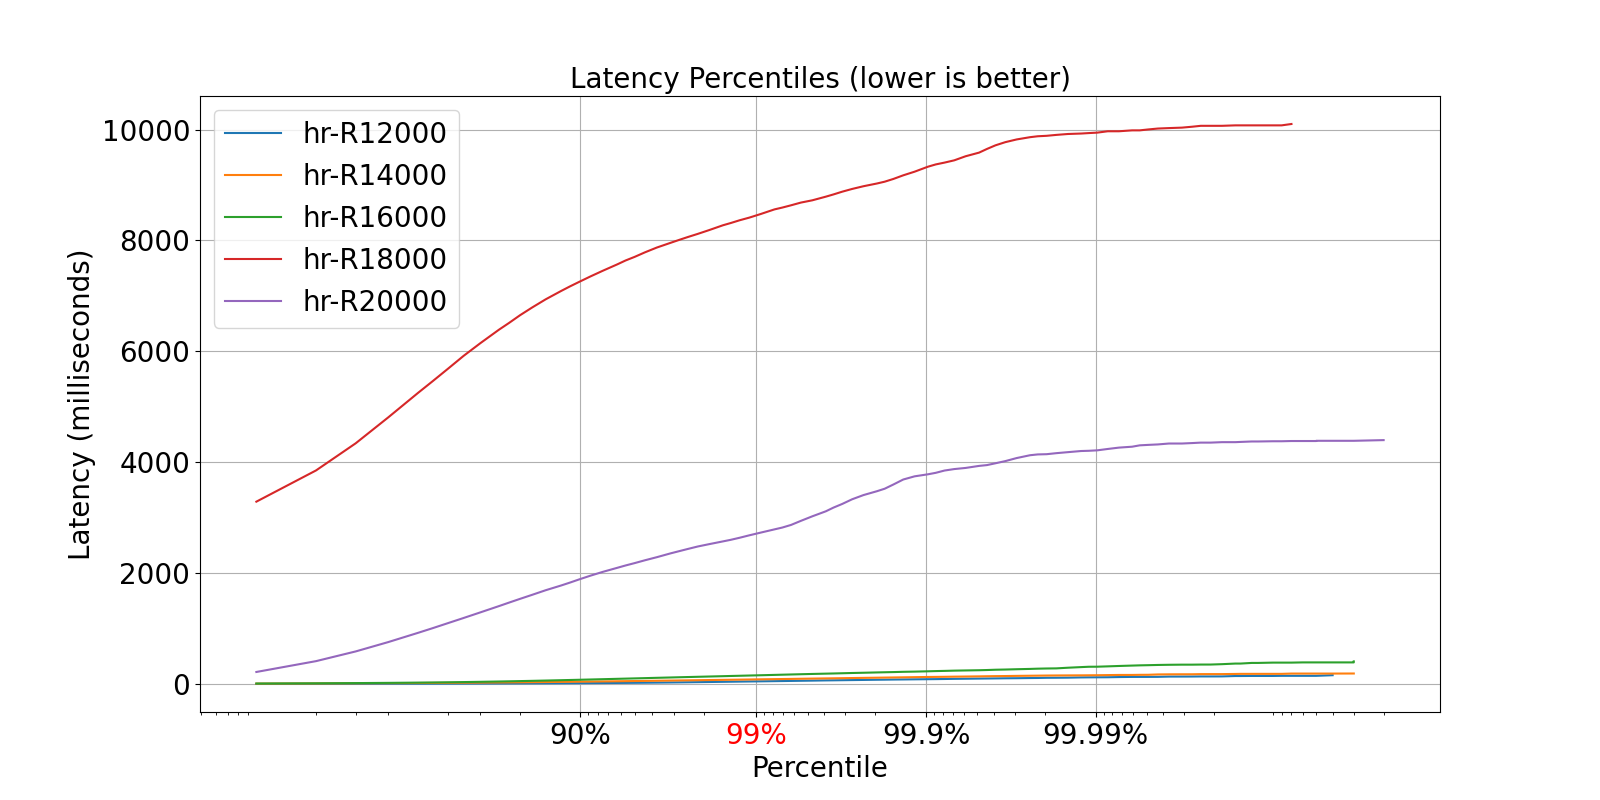 Latency Percentiles (lower is better)
hr-R12000
hr-R14000
hr-R16000
hr-R18000
hr-R20000
10000
8000
6000
4000
2000
0
Latency (milliseconds)
90% 99% 99.9% 99.99%
Percentile